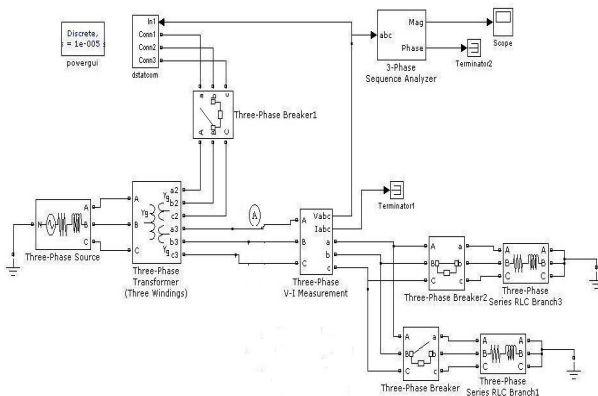 Discrete,
s = 1e-005 s
povergui
In1
Conn1
Conn2
Conn3
dstatcom
abc
Mag
Phase
3-Phase
Sequence Analyzer
Scope
Terminator2
a
b
c
A
B
C
Three-Phase Breaker1
N
A
B
C
Three-Phase Source
A
B
C
Yg
Yg
Yg
a2
b2
c2
a3
b3
c3
Three-Phase
Transformer
(Three Windings)
A
A
B
C
Vabc
Iabc
a
b
c
Three-Phase
V-I Measurement
Terminator1
A
B
C
a
b
c
Three-Phase Breaker2
A
B
C
A
B
C
Three-Phase
Series RLC Branch3
A
B
C
a
b
c
Three-Phase Breaker
A
B
C
A
B
C
Three-Phase
Series RLC Branch1